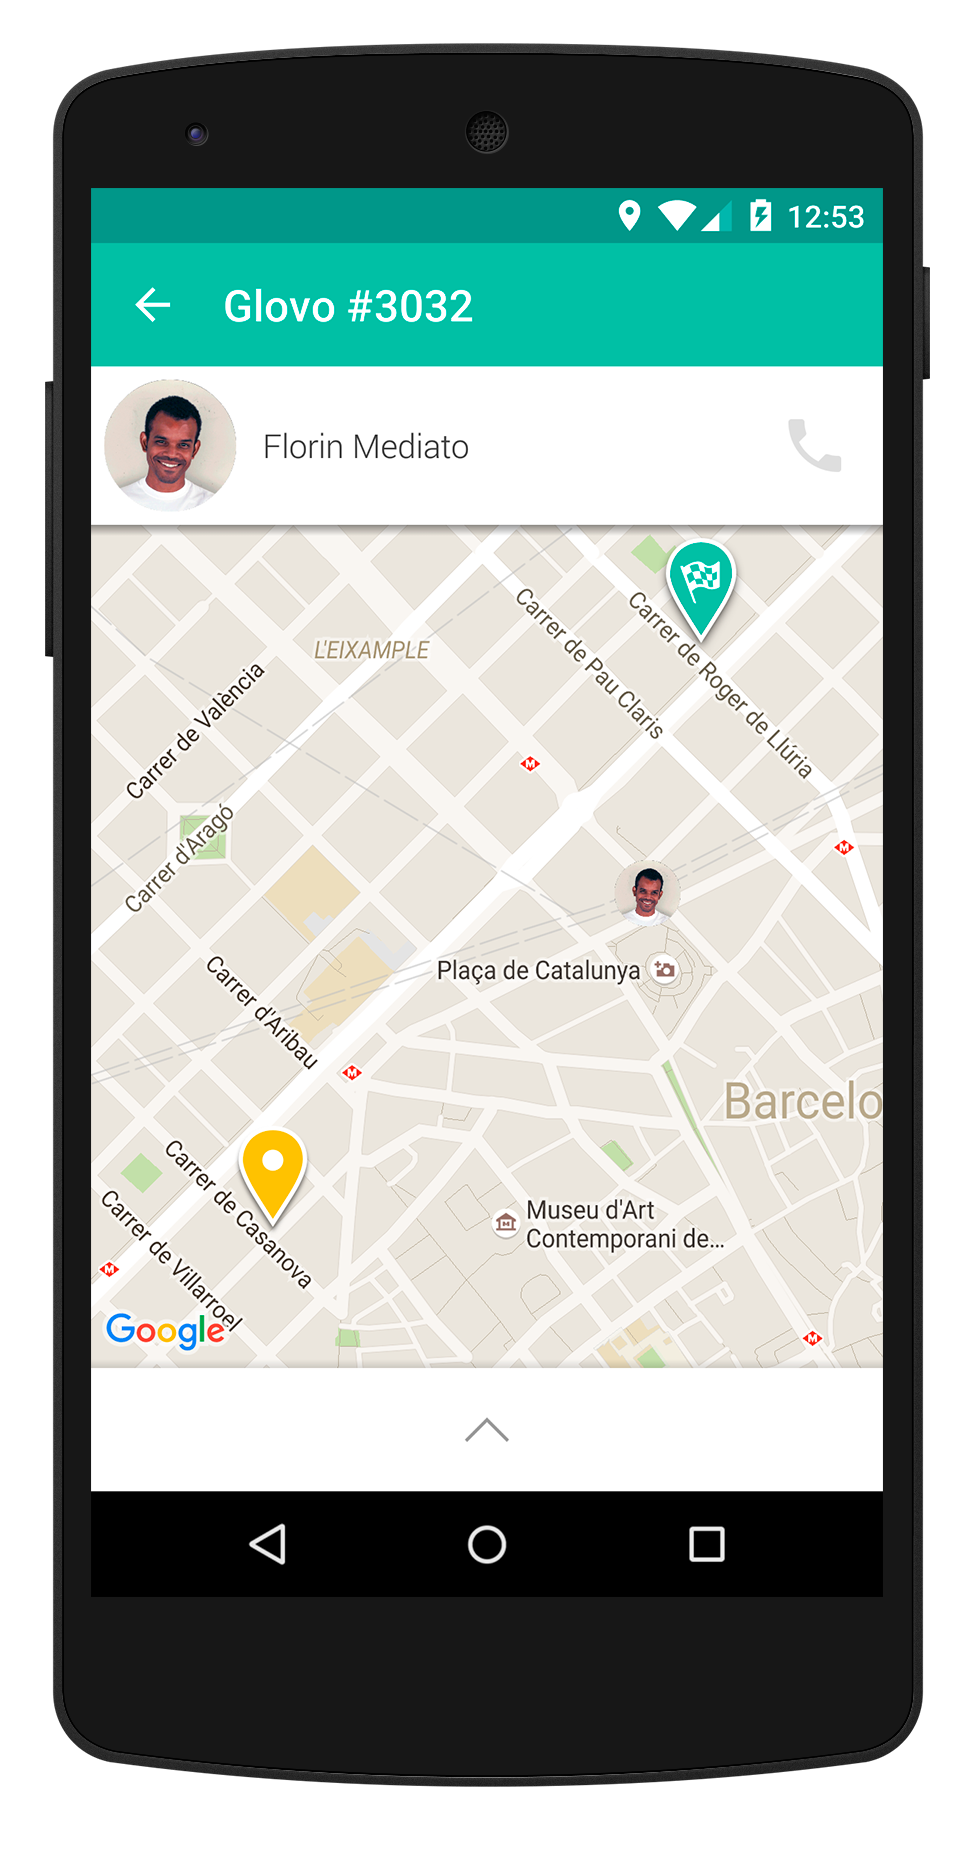 12:53
Glovo #3032
Florin Mediato
L'EIXAMPLE
Carrer de Pau Claris
Carrer de Roger de Llúria
Carrer de València
M
Carrer d'Aragó
M
Plaça de Catalunya
Carrer d'Aribau
M
Barcelo
Carrer de Casanova
Carrer de Villarroel
Museu d'Art
Contemporani de...
M
Google
M